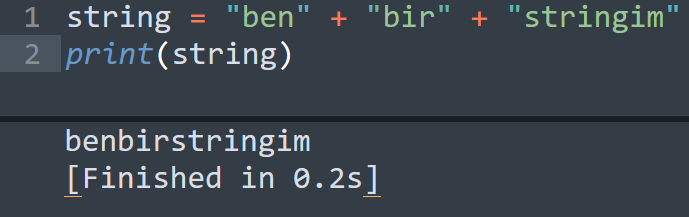 1 string = "ben" + "bir" + "stringim"
2 print(string)
benbirstringim
[Finished in 0.2s]